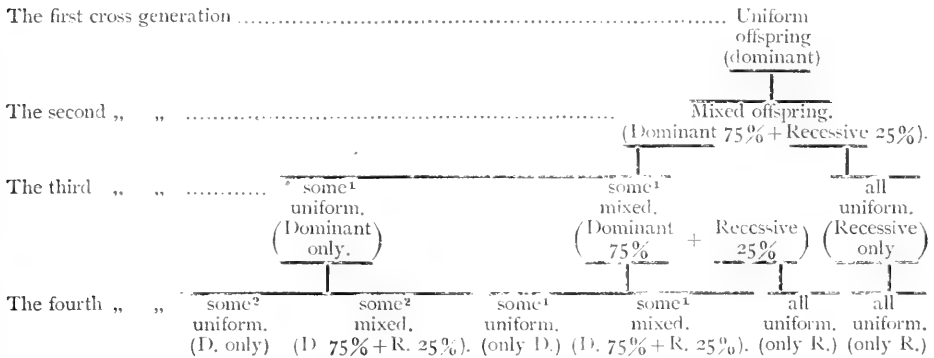 The first cross generation ........................................................................ Uniform
offspring
(dominant)
The second „ „ ............................................................... Mixed offspring.
(Dominant 75%+Recessive 25%).
The third „ „ ............ some¹ some¹ all
uniform. mixed. uniform.
(Dominant only.) (Dominant 75% + Recessive 25%) (Recessive only)
The fourth „ „ some² some² some¹ some¹ all all
uniform. mixed. uniform. mixed. uniform. uniform.
(D. only) (D 75%+R. 25%). (only D.) (D. 75%+R. 25%). (only R.) (only R.)